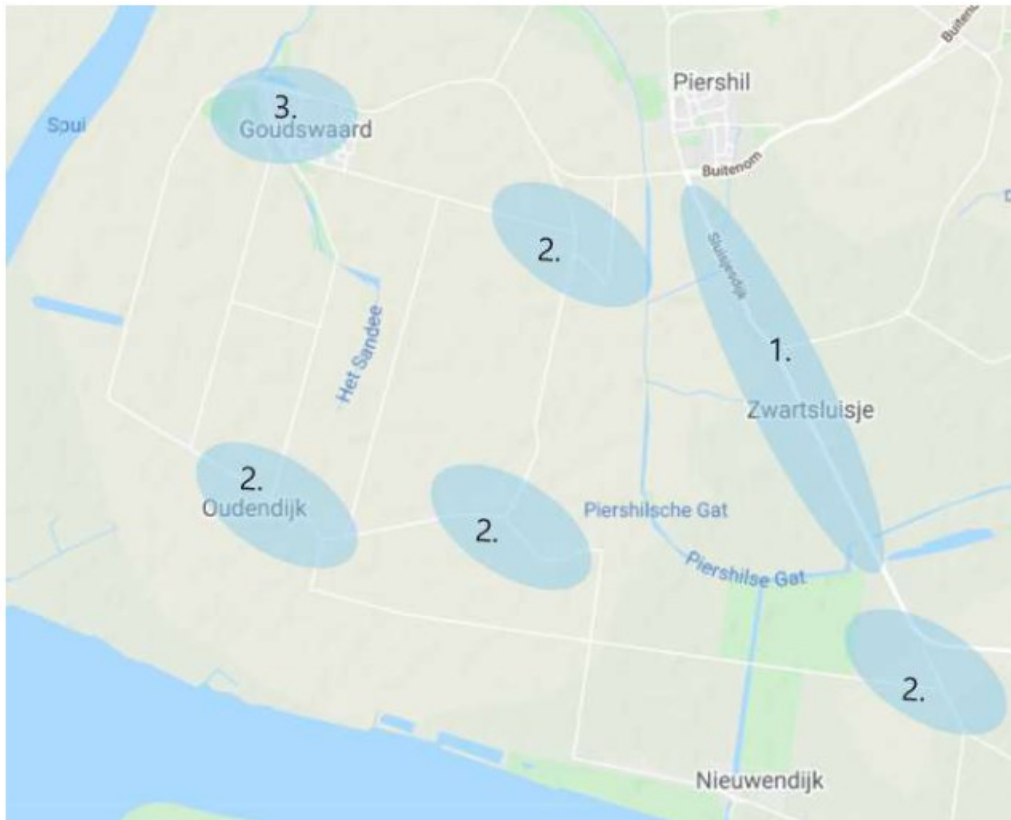 Buitenom
Piershil
3.
Goudswaard
Spui
Buitenom
2.
Sluisjesdijk
Het Sandee
1.
Zwartsluisje
2.
Oudendijk
2.
Piershilsche Gat
Piershilse Gat
2.
Nieuwendijk